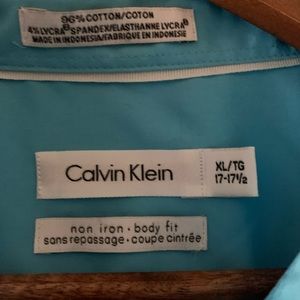 96% COTTON/COTON
4% LYCRA® SPANDEX/ELASTHANNE LYCRA®
MADE IN INDONESIA/FABRIQUE EN INDONESIE
Calvin Klein
XL/TG
17-17½
non iron · body fit
sans repassage · coupe cintrée